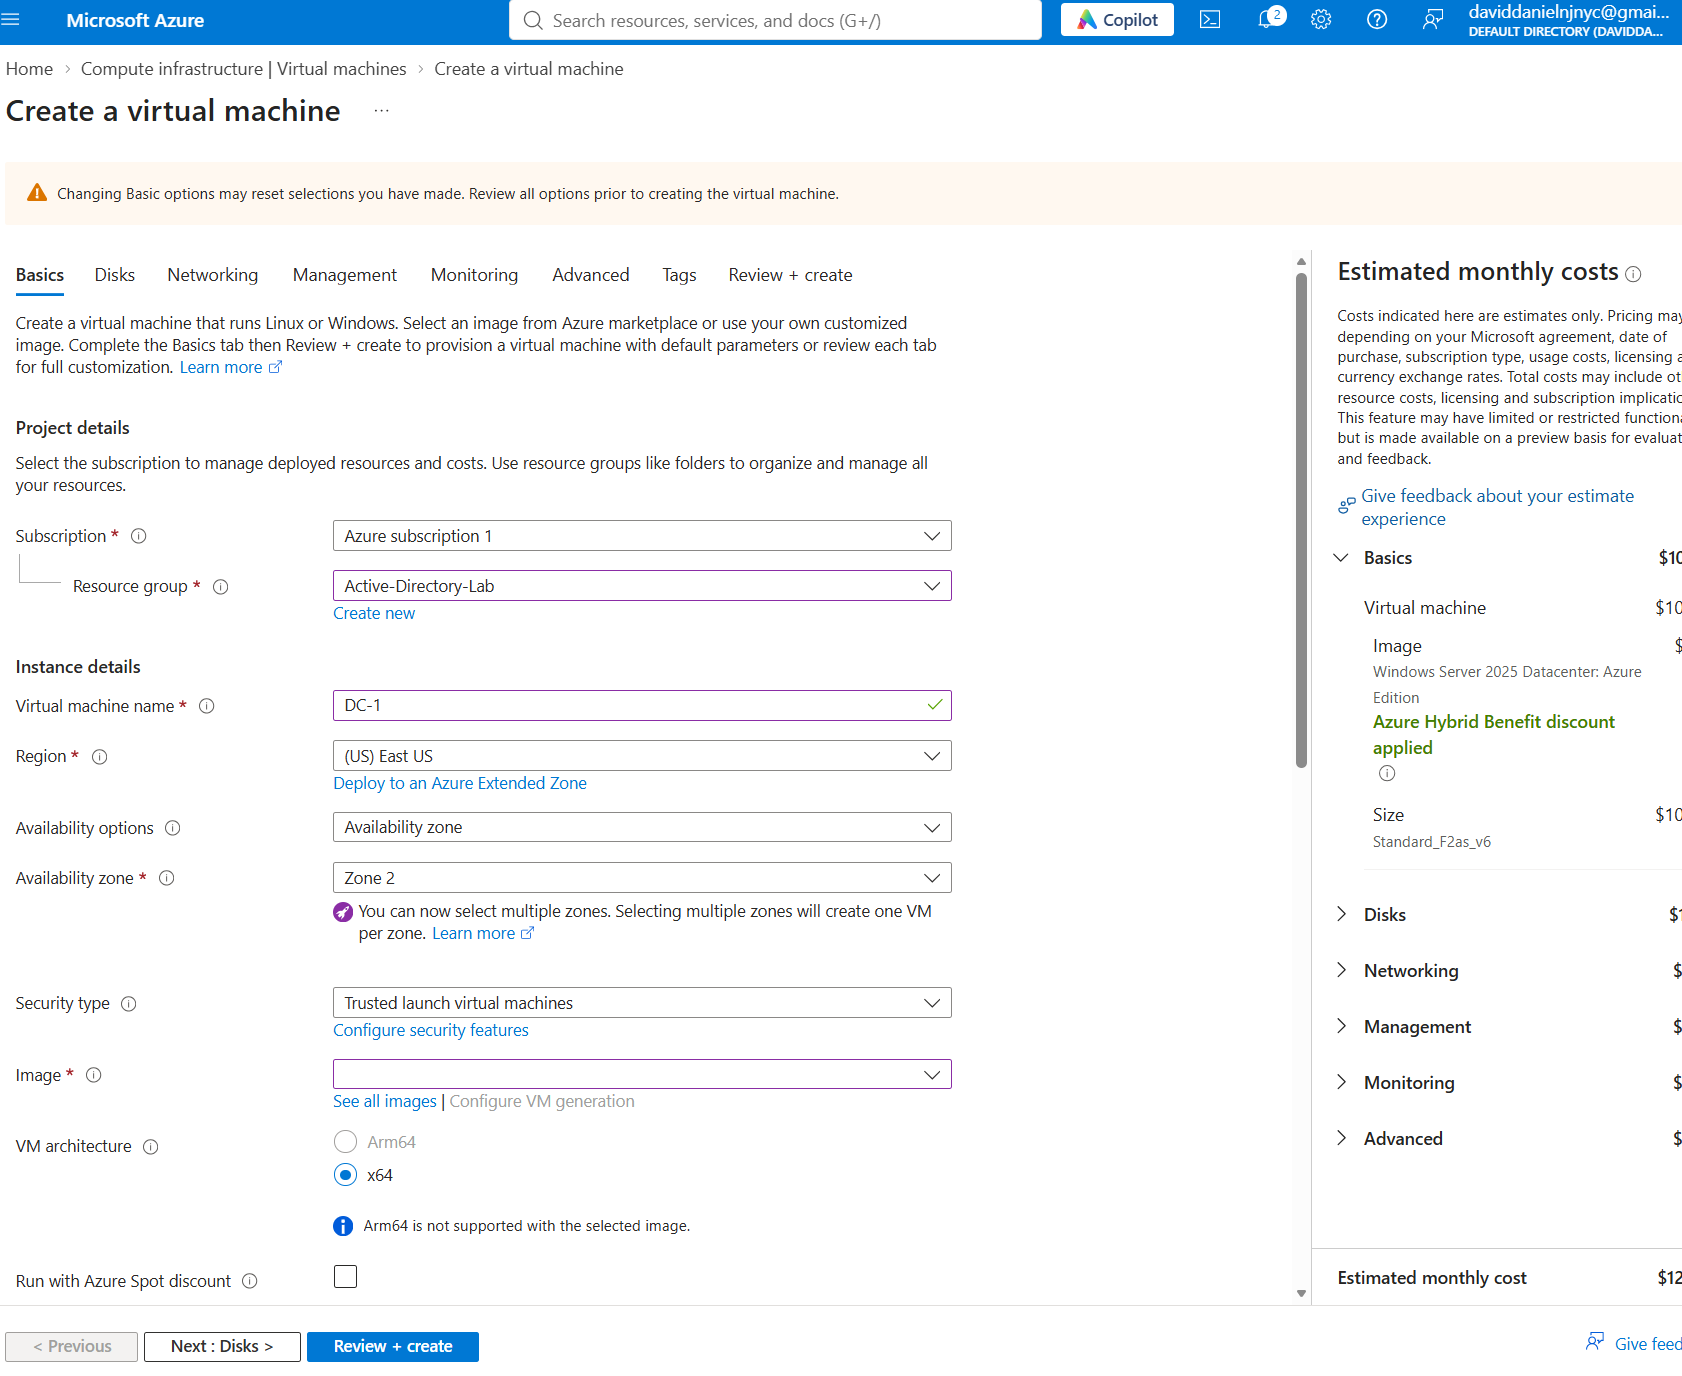 Microsoft Azure
Search resources, services, and docs (G+/)
Copilot
2
daviddanielnjnyc@gmai...
DEFAULT DIRECTORY (DAVIDDA...
Home > Compute infrastructure | Virtual machines > Create a virtual machine
Create a virtual machine ...
Changing Basic options may reset selections you have made. Review all options prior to creating the virtual machine.
Basics Disks Networking Management Monitoring Advanced Tags Review + create
Create a virtual machine that runs Linux or Windows. Select an image from Azure marketplace or use your own customized
image. Complete the Basics tab then Review + create to provision a virtual machine with default parameters or review each tab
for full customization. Learn more
Project details
Select the subscription to manage deployed resources and costs. Use resource groups like folders to organize and manage all
your resources.
Subscription * Azure subscription 1
Resource group * Active-Directory-Lab
Create new
Instance details
Virtual machine name * DC-1
Region * (US) East US
Deploy to an Azure Extended Zone
Availability options Availability zone
Availability zone * Zone 2
You can now select multiple zones. Selecting multiple zones will create one VM
per zone. Learn more
Security type Trusted launch virtual machines
Configure security features
Image *
See all images | Configure VM generation
VM architecture Arm64
x64
Arm64 is not supported with the selected image.
Run with Azure Spot discount
< Previous Next : Disks > Review + create
Estimated monthly costs
Costs indicated here are estimates only. Pricing may
depending on your Microsoft agreement, date of
purchase, subscription type, usage costs, licensing a
currency exchange rates. Total costs may include ot
resource costs, licensing and subscription implicatio
This feature may have limited or restricted functiona
but is made available on a preview basis for evaluat
and feedback.
Give feedback about your estimate
experience
Basics $10
Virtual machine $10
Image $
Windows Server 2025 Datacenter: Azure
Edition
Azure Hybrid Benefit discount
applied
Size $10
Standard_F2as_v6
Disks $1
Networking $
Management $
Monitoring $
Advanced $
Estimated monthly cost $12
Give feed